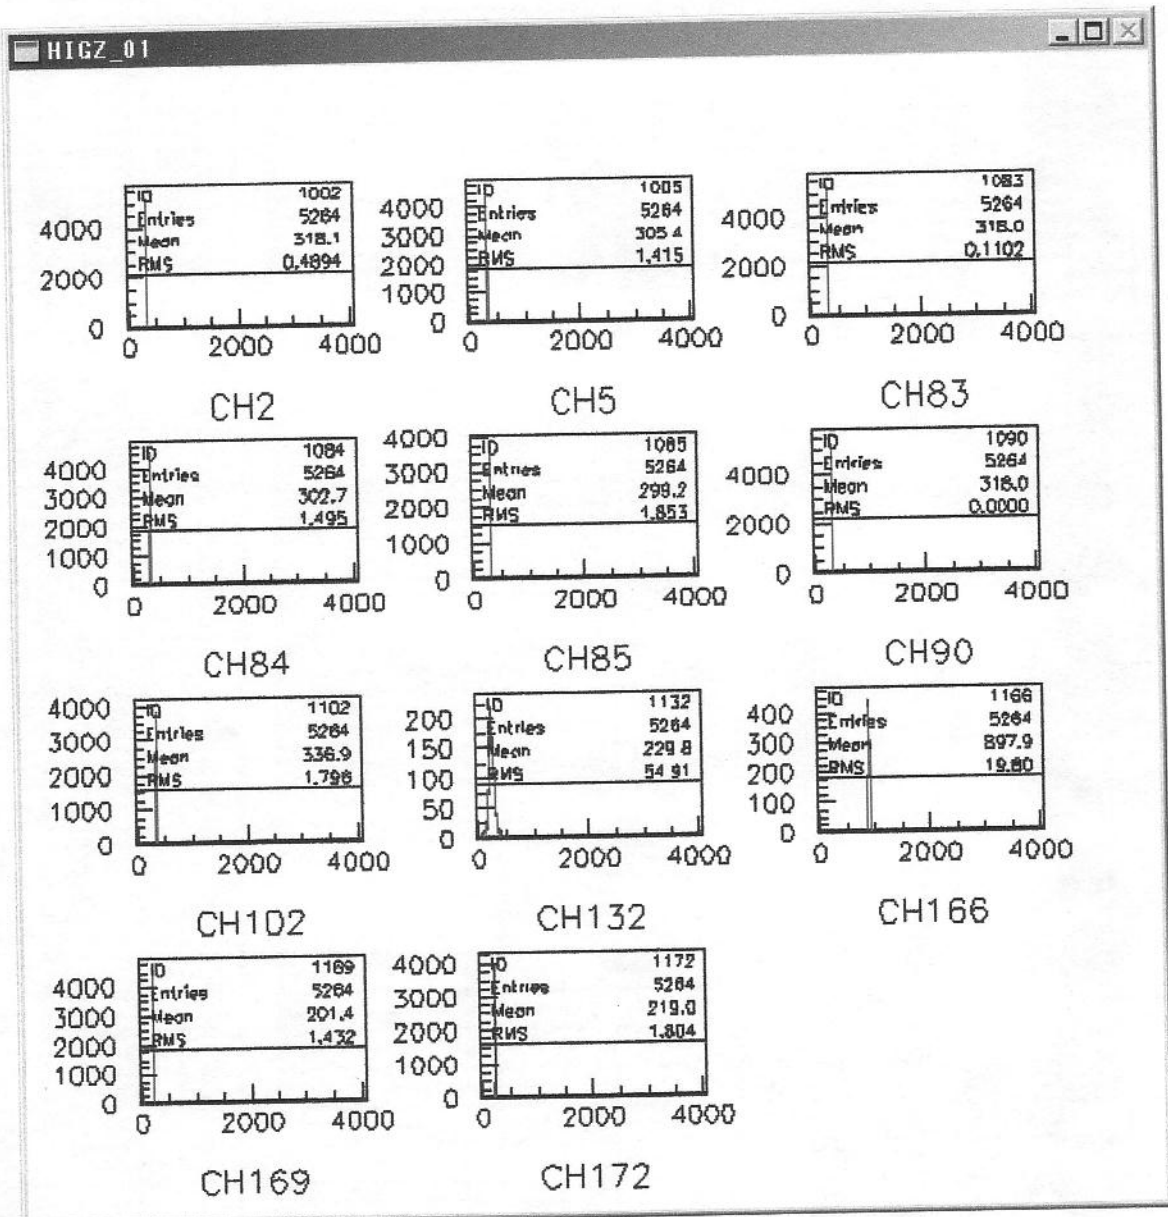 HIGZ_01
ID 1002
Entries 5264
Mean 318.1
RMS 0.4894
4000
2000
0
0 2000 4000
CH2
ID 1005
Entries 5264
Mean 305.4
RMS 1.415
4000
3000
2000
1000
0
0 2000 4000
CH5
ID 1083
Entries 5264
Mean 318.0
RMS 0.1102
4000
2000
0
0 2000 4000
CH83
ID 1084
Entries 5264
Mean 302.7
RMS 1.495
4000
3000
2000
1000
0
0 2000 4000
CH84
ID 1085
Entries 5264
Mean 299.2
RMS 1.853
4000
3000
2000
1000
0
0 2000 4000
CH85
ID 1090
Entries 5264
Mean 318.0
RMS 0.0000
4000
2000
0
0 2000 4000
CH90
ID 1102
Entries 5264
Mean 336.9
RMS 1.796
4000
3000
2000
1000
0
0 2000 4000
CH102
ID 1132
Entries 5264
Mean 229.8
RMS 54.91
200
150
100
50
0
0 2000 4000
CH132
ID 1166
Entries 5264
Mean 897.9
RMS 19.80
400
300
200
100
0
0 2000 4000
CH166
ID 1169
Entries 5264
Mean 201.4
RMS 1.432
4000
3000
2000
1000
0
0 2000 4000
CH169
ID 1172
Entries 5264
Mean 219.0
RMS 1.804
4000
3000
2000
1000
0
0 2000 4000
CH172